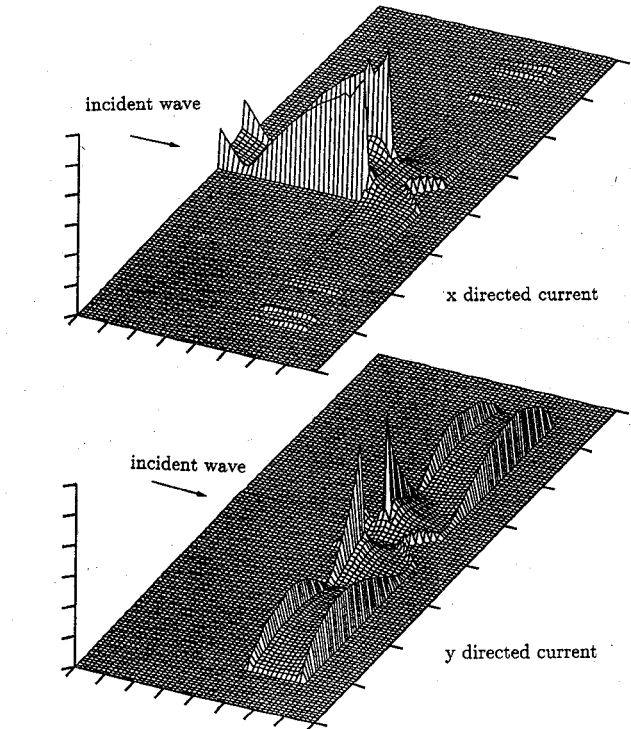 incident wave
x directed current
incident wave
y directed current